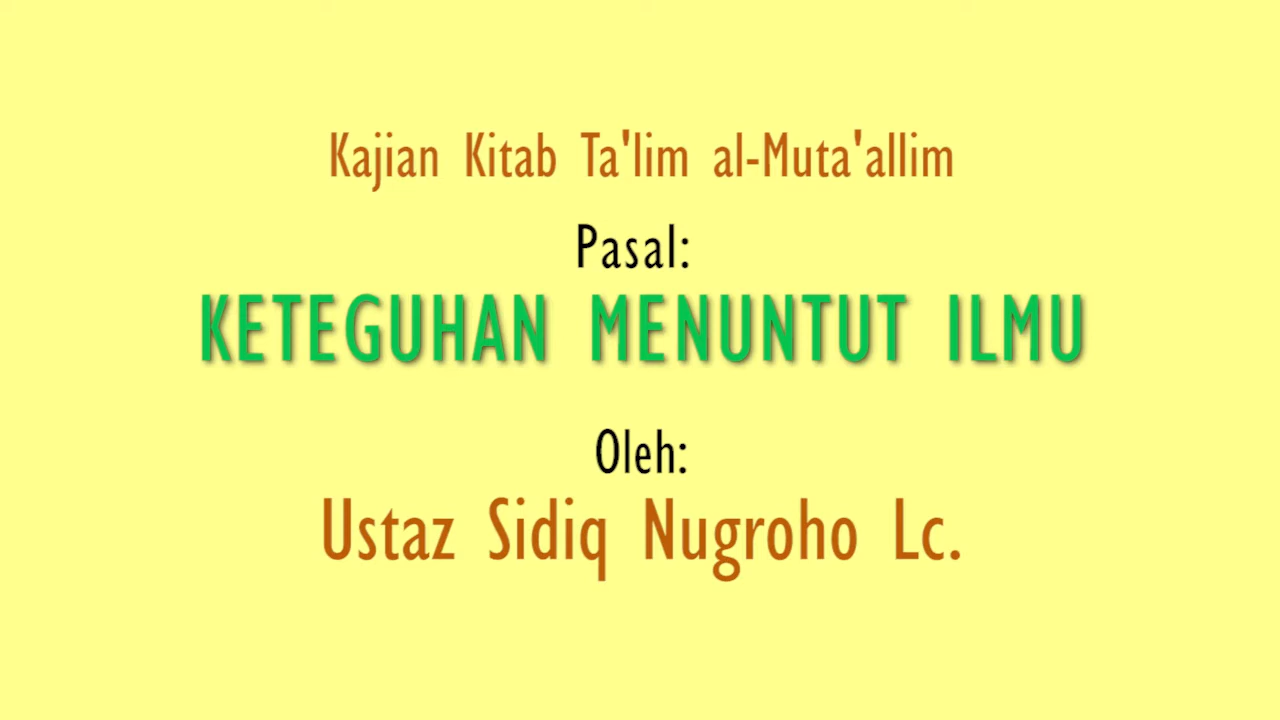 Kajian Kitab Ta'lim al-Muta'allim
Pasal:
KETEGUHAN MENUNTUT ILMU
Oleh:
Ustaz Sidiq Nugroho Lc.